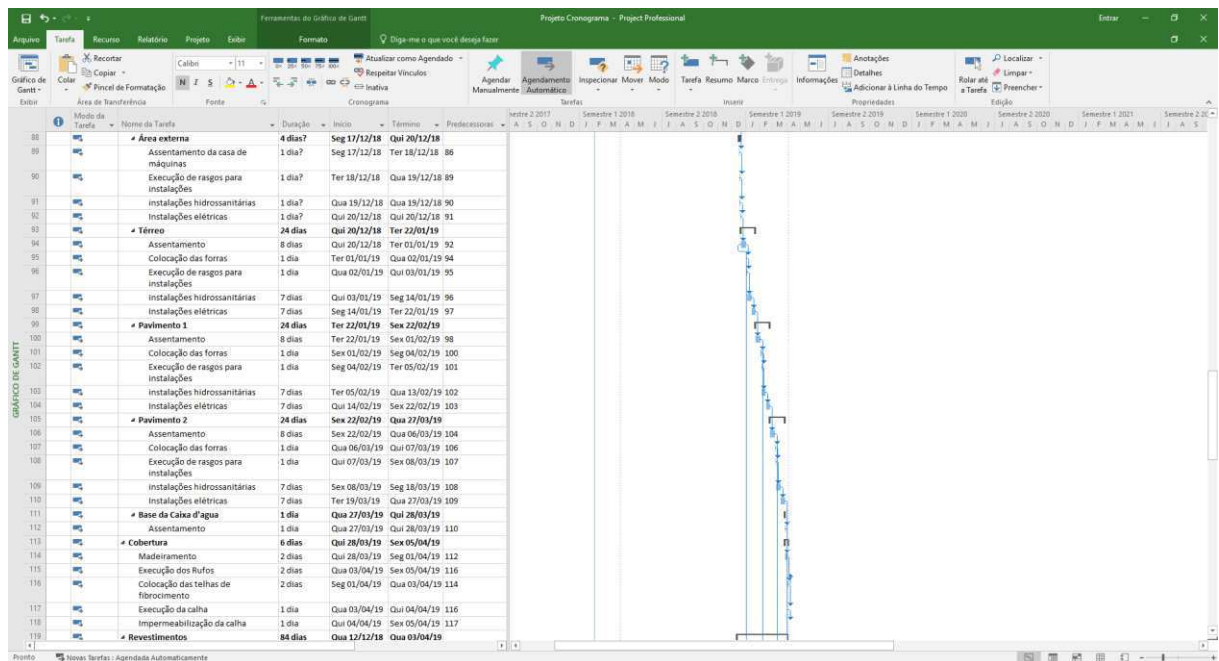 Ferramentas do Gráfico de Gantt
Projeto Cronograma - Project Professional
Entrar
Arquivo Tarefa Recurso Relatório Projeto Exibir Formato Diga-me o que você deseja fazer
Gráfico de Gantt
Colar
Recortar
Copiar
Pincel de Formatação
Calibri 11
N I S
Atualizar como Agendado
Respeitar Vínculos
Inativa
Agendar Manualmente
Agendamento Automático
Inspecionar Mover Modo
Tarefa Resumo Marco Entrega
Informações
Anotações
Detalhes
Adicionar à Linha do Tempo
Rolar até a Tarefa
Localizar
Limpar
Preencher
Exibir Área de Transferência Fonte Cronograma Tarefas Inserir Propriedades Edição
Modo da Tarefa Nome da Tarefa Duração Início Término Predecessoras
nestre 2 2017 Semestre 1 2018 Semestre 2 2018 Semestre 1 2019 Semestre 2 2019 Semestre 1 2020 Semestre 2 2020 Semestre 1 2021 Semestre 2 20
A S O N D J F M A M J J A S O N D J F M A M J J A S O N D J F M A M J J A S O N D J F M A M J J A S
GRÁFICO DE GANTT
88 Área externa 4 dias? Seg 17/12/18 Qui 20/12/18
89 Assentamento da casa de máquinas 1 dia? Seg 17/12/18 Ter 18/12/18 86
90 Execução de rasgos para instalações 1 dia? Ter 18/12/18 Qua 19/12/18 89
91 instalações hidrossanitárias 1 dia? Qua 19/12/18 Qua 19/12/18 90
92 Instalações elétricas 1 dia? Qui 20/12/18 Qui 20/12/18 91
93 Térreo 24 dias Qui 20/12/18 Ter 22/01/19
94 Assentamento 8 dias Qui 20/12/18 Ter 01/01/19 92
95 Colocação das forras 1 dia Ter 01/01/19 Qua 02/01/19 94
96 Execução de rasgos para instalações 1 dia Qua 02/01/19 Qui 03/01/19 95
97 instalações hidrossanitárias 7 dias Qui 03/01/19 Seg 14/01/19 96
98 Instalações elétricas 7 dias Seg 14/01/19 Ter 22/01/19 97
99 Pavimento 1 24 dias Ter 22/01/19 Sex 22/02/19
100 Assentamento 8 dias Ter 22/01/19 Sex 01/02/19 98
101 Colocação das forras 1 dia Sex 01/02/19 Seg 04/02/19 100
102 Execução de rasgos para instalações 1 dia Seg 04/02/19 Ter 05/02/19 101
103 instalações hidrossanitárias 7 dias Ter 05/02/19 Qua 13/02/19 102
104 Instalações elétricas 7 dias Qui 14/02/19 Sex 22/02/19 103
105 Pavimento 2 24 dias Sex 22/02/19 Qua 27/03/19
106 Assentamento 8 dias Sex 22/02/19 Qua 06/03/19 104
107 Colocação das forras 1 dia Qua 06/03/19 Qui 07/03/19 106
108 Execução de rasgos para instalações 1 dia Qui 07/03/19 Sex 08/03/19 107
109 instalações hidrossanitárias 7 dias Sex 08/03/19 Seg 18/03/19 108
110 Instalações elétricas 7 dias Ter 19/03/19 Qua 27/03/19 109
111 Base da Caixa d'agua 1 dia Qua 27/03/19 Qui 28/03/19
112 Assentamento 1 dia Qua 27/03/19 Qui 28/03/19 110
113 Cobertura 6 dias Qui 28/03/19 Sex 05/04/19
114 Madeiramento 2 dias Qui 28/03/19 Seg 01/04/19 112
115 Execução dos Rufos 2 dias Qua 03/04/19 Sex 05/04/19 116
116 Colocação das telhas de fibrocimento 2 dias Seg 01/04/19 Qua 03/04/19 114
117 Execução da calha 1 dia Qua 03/04/19 Qui 04/04/19 116
118 Impermeabilização da calha 1 dia Qui 04/04/19 Sex 05/04/19 117
119 Revestimentos 84 dias Qua 12/12/18 Qua 03/04/19
Pronto Novas Tarefas : Agendada Automaticamente